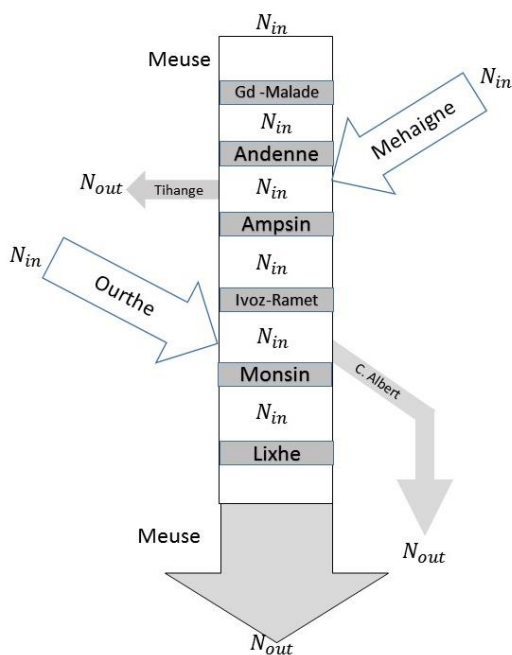 N_in
Meuse
Gd -Malade
N_in
N_in
Mehaigne
Andenne
N_out
Tihange
N_in
Ampsin
N_in
Ourthe
N_in
Ivoz-Ramet
N_in
Monsin
C. Albert
N_in
Lixhe
Meuse
N_out
N_out